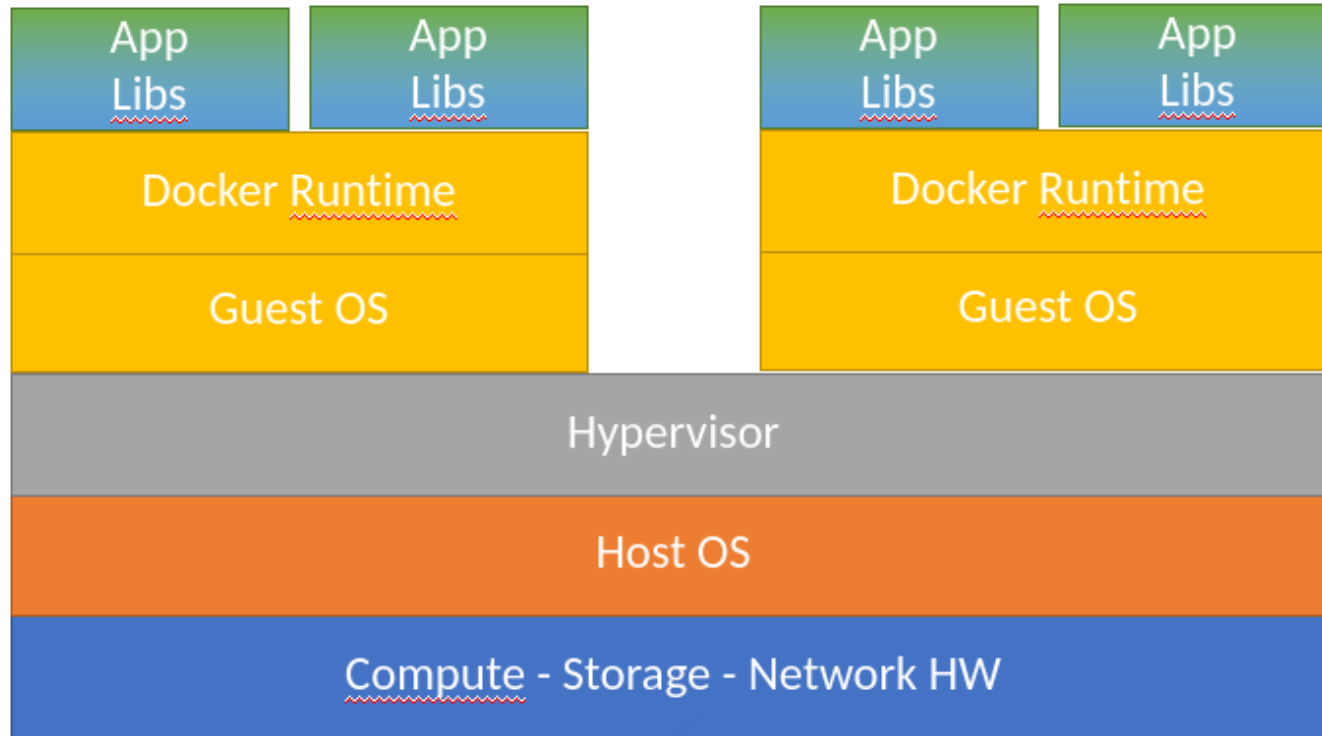 App
Libs
App
Libs
App
Libs
App
Libs
Docker Runtime
Docker Runtime
Guest OS
Guest OS
Hypervisor
Host OS
Compute - Storage - Network HW